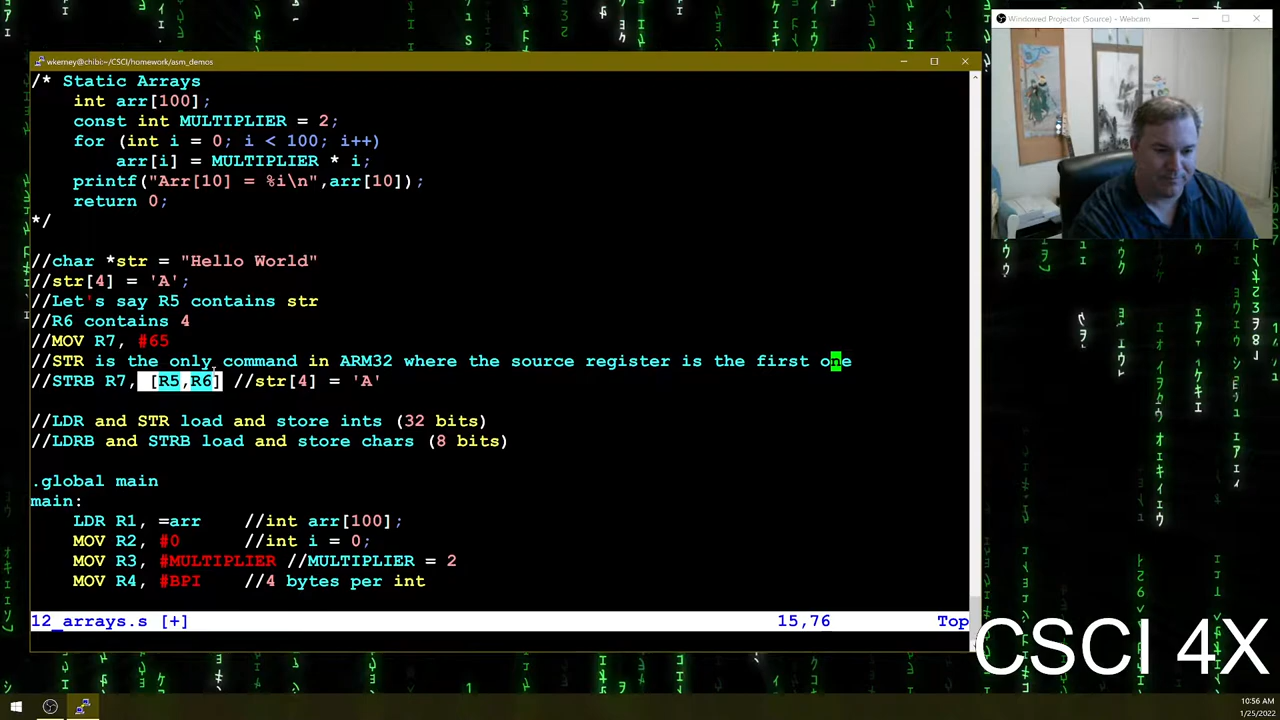 Windowed Projector (Source) - Webcam
wkerney@chibi:~/CSCI/homework/asm_demos
/* Static Arrays
int arr[100];
const int MULTIPLIER = 2;
for (int i = 0; i < 100; i++)
arr[i] = MULTIPLIER * i;
printf("Arr[10] = %i\n",arr[10]);
return 0;
*/
//char *str = "Hello World"
//str[4] = 'A';
//Let's say R5 contains str
//R6 contains 4
//MOV R7, #65
//STR is the only command in ARM32 where the source register is the first one
//STRB R7, [R5,R6] //str[4] = 'A'
//LDR and STR load and store ints (32 bits)
//LDRB and STRB load and store chars (8 bits)
.global main
main:
LDR R1, =arr //int arr[100];
MOV R2, #0 //int i = 0;
MOV R3, #MULTIPLIER //MULTIPLIER = 2
MOV R4, #BPI //4 bytes per int
12_arrays.s [+] 15,76 Top
CSCI 4X
10:56 AM
1/25/2022